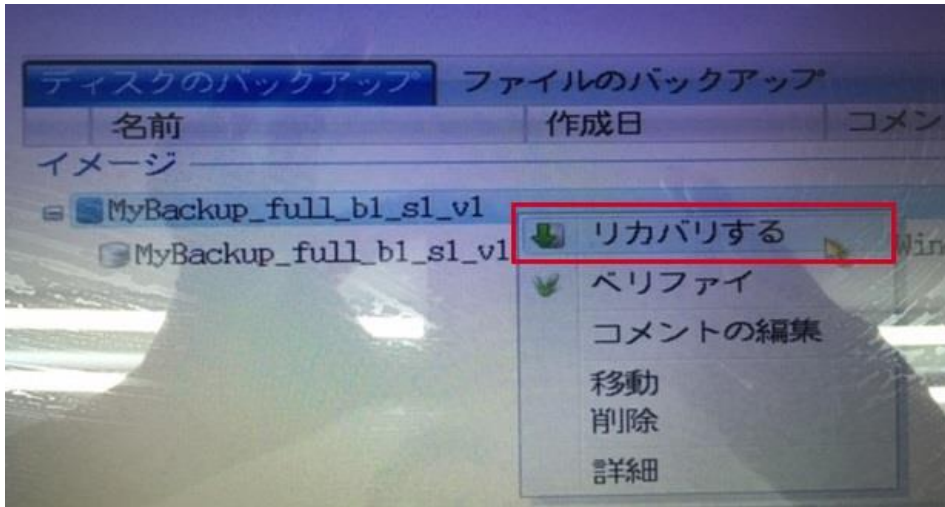 ディスクのバックアップ ファイルのバックアップ
名前 作成日 コメン
イメージ
MyBackup_full_b1_s1_v1
リカバリする
MyBackup_full_b1_s1_v1 Win
ベリファイ
コメントの編集
移動
削除
詳細